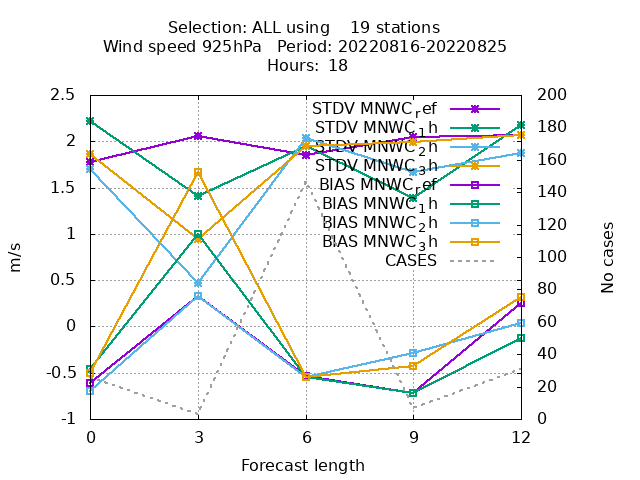 Selection: ALL using    19 stations
Wind speed 925hPa   Period: 20220816-20220825
Hours:  18
2.5
2
1.5
1
0.5
0
-0.5
-1
m/s
200
180
160
140
120
100
80
60
40
20
0
No cases
STDV MNWC_ref
STDV MNWC_1h
STDV MNWC_2h
STDV MNWC_3h
BIAS MNWC_ref
BIAS MNWC_1h
BIAS MNWC_2h
BIAS MNWC_3h
CASES
0 3 6 9 12
Forecast length